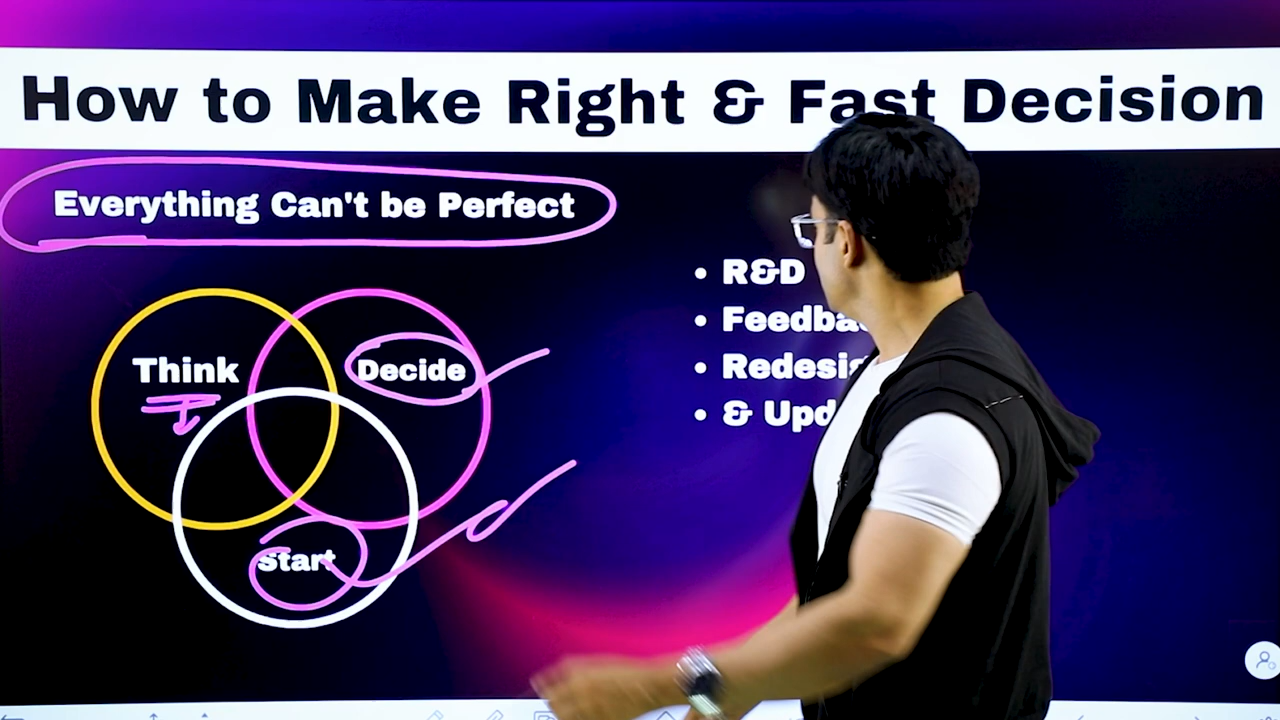 How to Make Right & Fast Decision
Everything Can't be Perfect
Think
Decide
Start
• R&D
• 
• 
• &